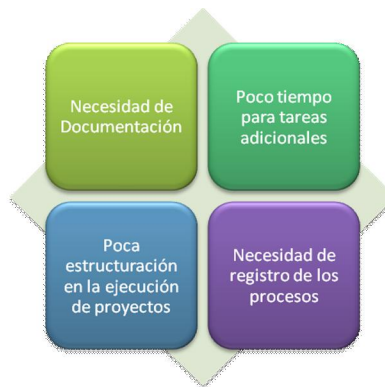 Necesidad de
Documentación
Poco tiempo
para tareas
adicionales
Poca
estructuración
en la ejecución
de proyectos
Necesidad de
registro de los
procesos